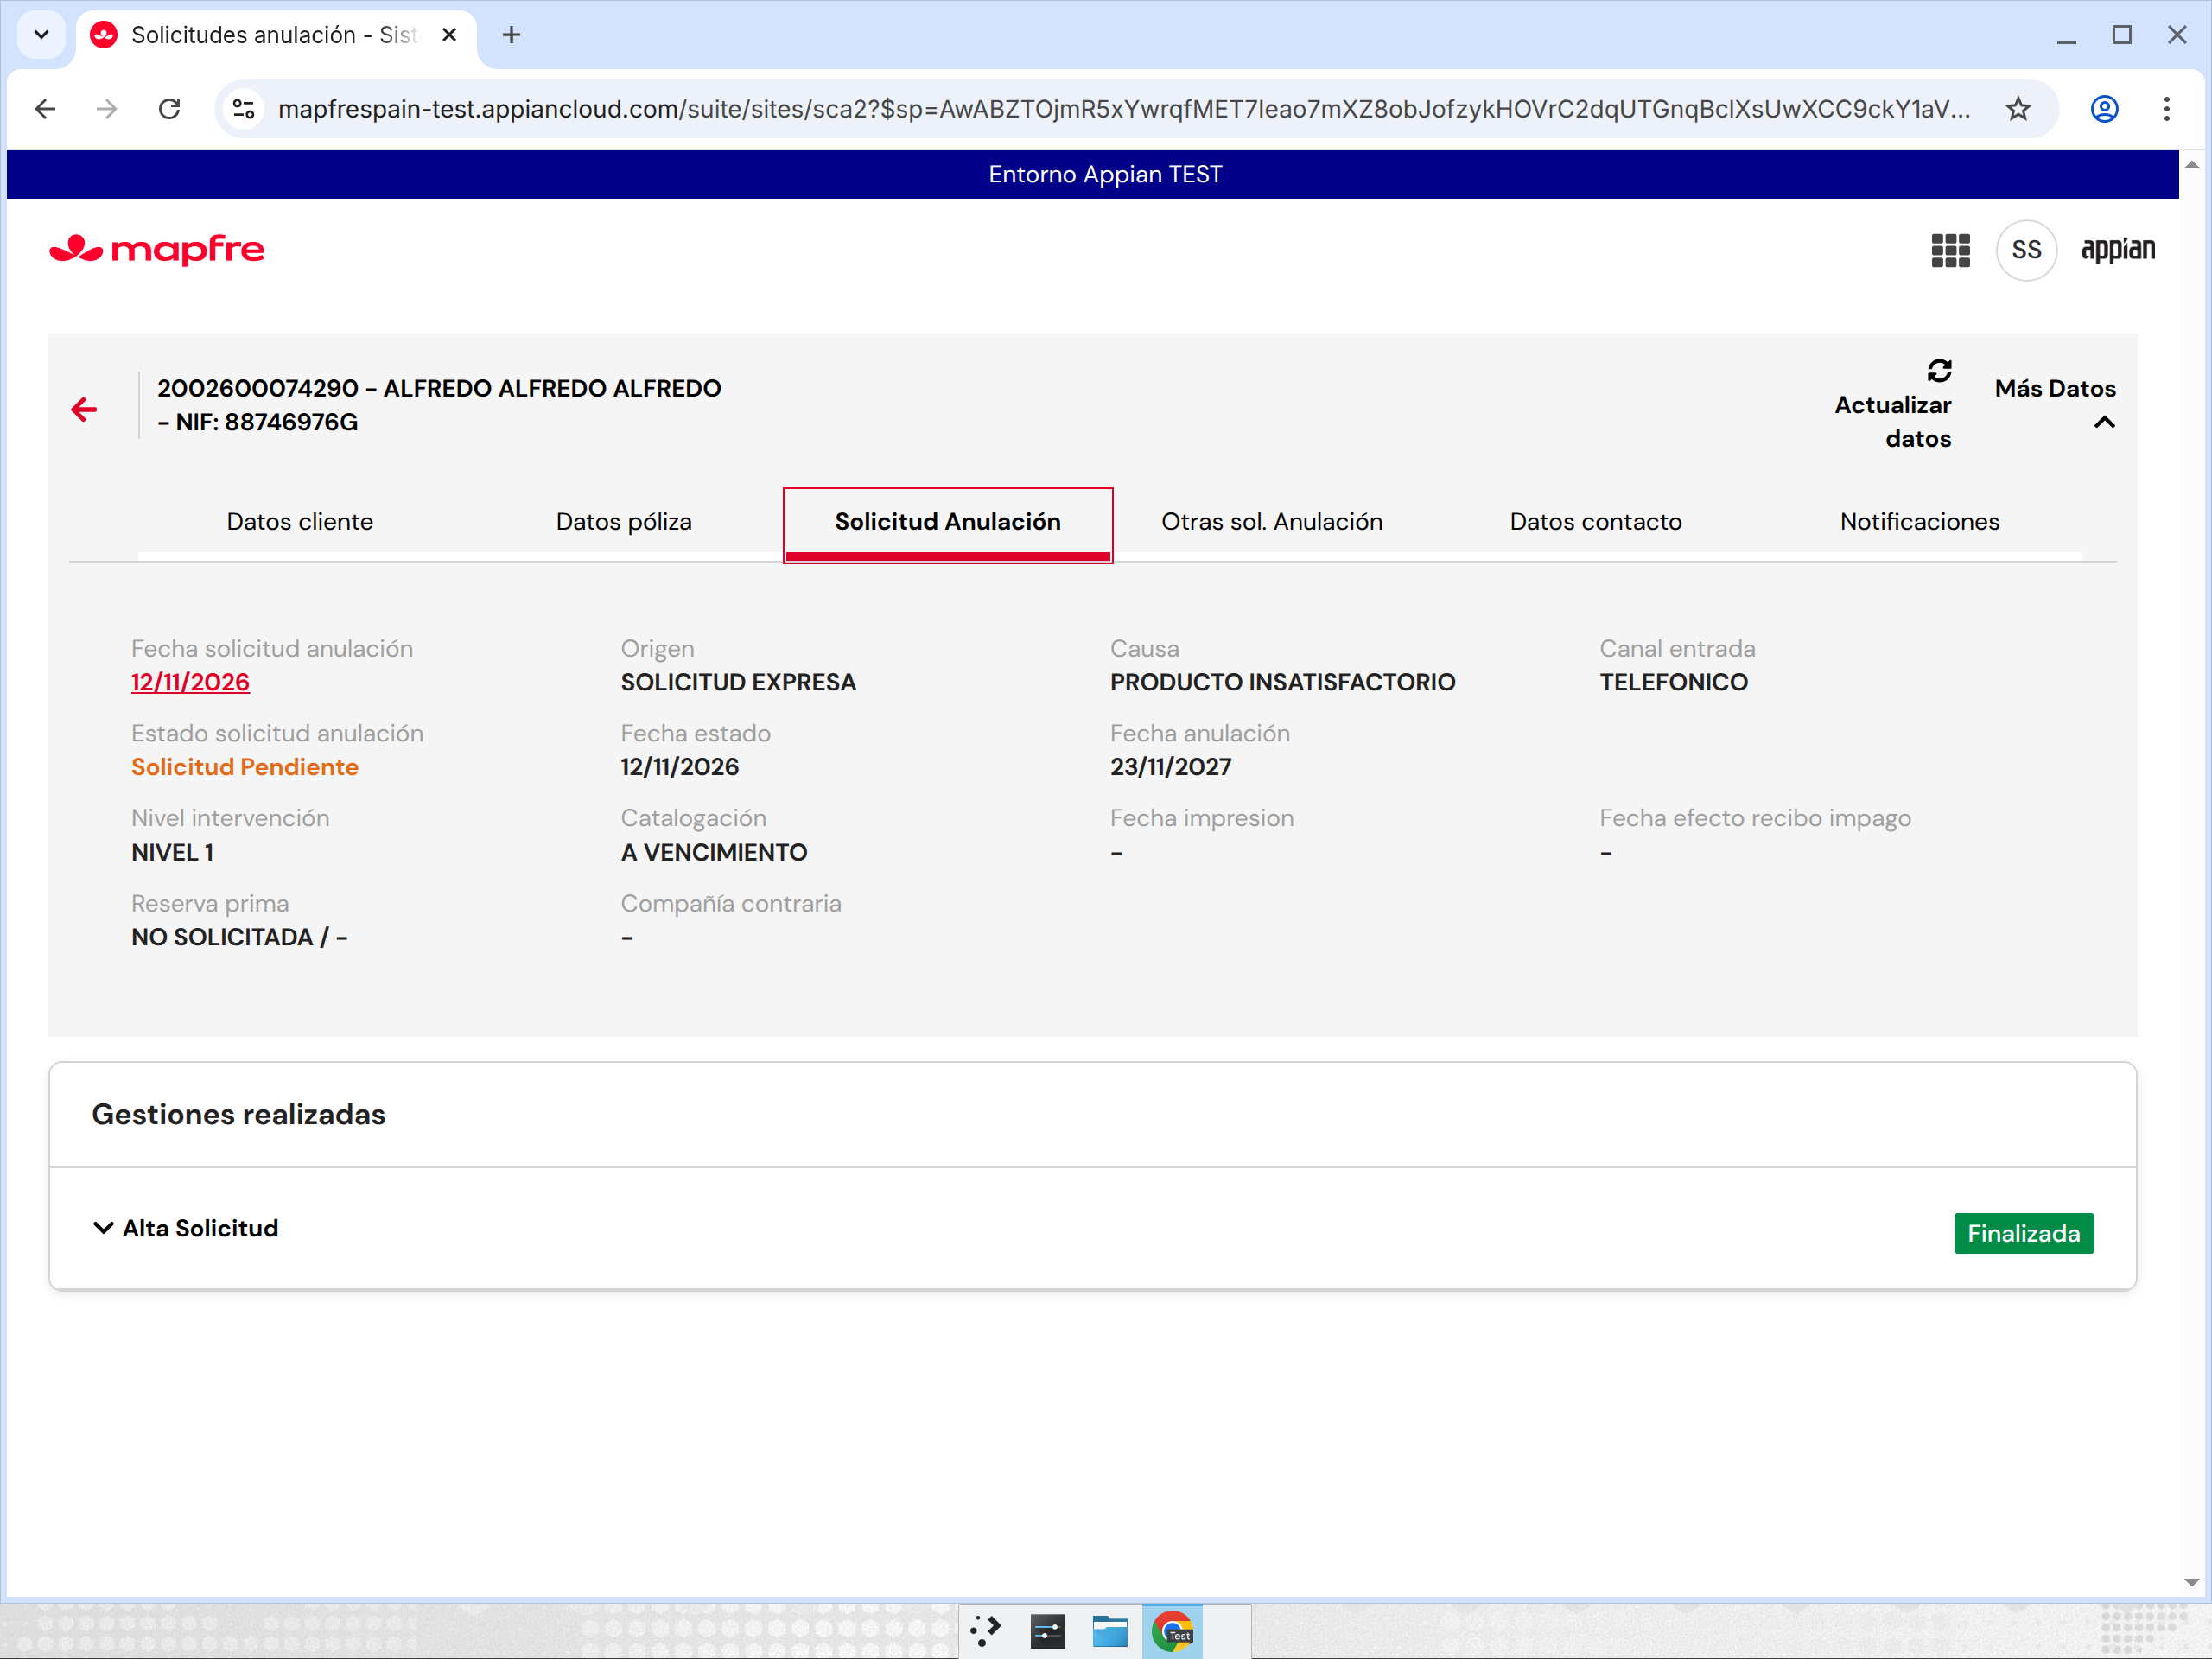 Solicitudes anulación - Sist
mapfrespain-test.appiancloud.com/suite/sites/sca2?$sp=AwABZTOjmR5xYwrqfMET7Ieao7mXZ8obJofzykHOVrC2dqUTGnqBclXsUwXCC9ckY1aV...
Entorno Appian TEST
mapfre
SS
appian
2002600074290 - ALFREDO ALFREDO ALFREDO
- NIF: 88746976G
Actualizar
datos
Más Datos
Datos cliente
Datos póliza
Solicitud Anulación
Otras sol. Anulación
Datos contacto
Notificaciones
Fecha solicitud anulación
12/11/2026
Origen
SOLICITUD EXPRESA
Causa
PRODUCTO INSATISFACTORIO
Canal entrada
TELEFONICO
Estado solicitud anulación
Solicitud Pendiente
Fecha estado
12/11/2026
Fecha anulación
23/11/2027
Nivel intervención
NIVEL 1
Catalogación
A VENCIMIENTO
Fecha impresion
-
Fecha efecto recibo impago
-
Reserva prima
NO SOLICITADA / -
Compañía contraria
-
Gestiones realizadas
Alta Solicitud
Finalizada
Test